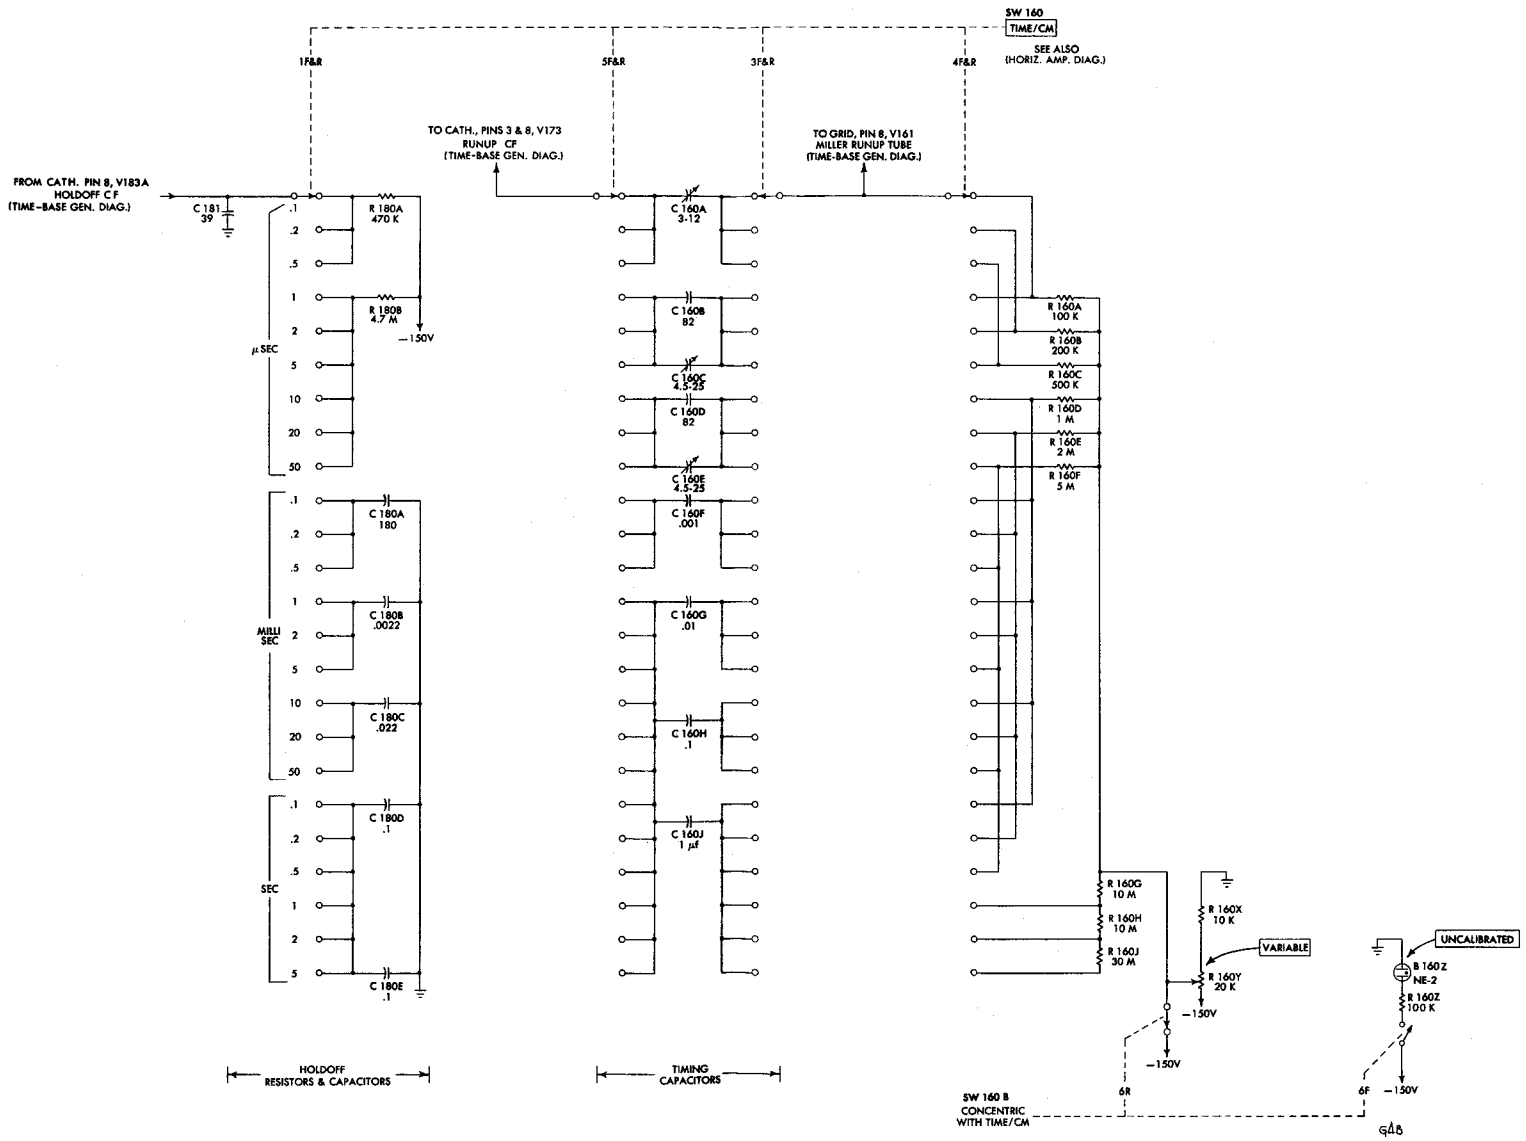 SW 160
TIME/CM
SEE ALSO
(HORIZ. AMP. DIAG.)
1F&R
5F&R
3F&R
4F&R
TO CATH., PINS 3 & 8, V173
RUNUP CF
(TIME-BASE GEN. DIAG.)
TO GRID, PIN 8, V161
MILLER RUNUP TUBE
(TIME-BASE GEN. DIAG.)
FROM CATH. PIN 8, V183A
HOLDOFF C F
(TIME-BASE GEN. DIAG.)
C 181
39
µ SEC
.1
.2
.5
1
2
5
10
20
50
MILLI
SEC
.1
.2
.5
1
2
5
10
20
50
SEC
.1
.2
.5
1
2
5
R 180A
470 K
R 180B
4.7 M
—150V
C 180A
180
C 180B
.0022
C 180C
.022
C 180D
.1
C 180E
.1
C 160A
3-12
C 160B
82
C 160C
4.5-25
C 160D
82
C 160E
4.5-25
C 160F
.001
C 160G
.01
C 160H
.1
C 160J
1 µf
R 160A
100 K
R 160B
200 K
R 160C
500 K
R 160D
1 M
R 160E
2 M
R 160F
5 M
R 160G
10 M
R 160H
10 M
R 160J
30 M
R 160X
10 K
VARIABLE
R 160Y
20 K
—150V
—150V
UNCALIBRATED
B 160Z
NE-2
R 160Z
100 K
—150V
6R
6F
HOLDOFF
RESISTORS & CAPACITORS
TIMING
CAPACITORS
SW 160 B
CONCENTRIC
WITH TIME/CM
GAB